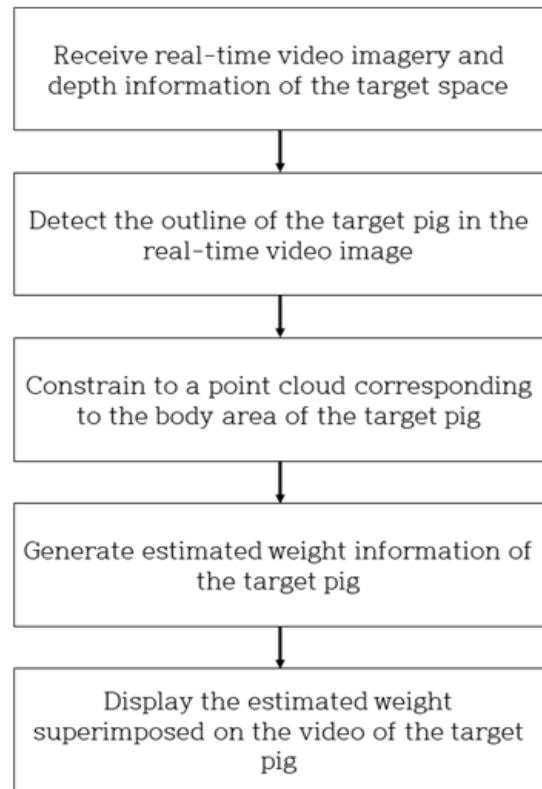 Receive real-time video imagery and
depth information of the target space
Detect the outline of the target pig in the
real-time video image
Constrain to a point cloud corresponding
to the body area of the target pig
Generate estimated weight information of
the target pig
Display the estimated weight
superimposed on the video of the target
pig